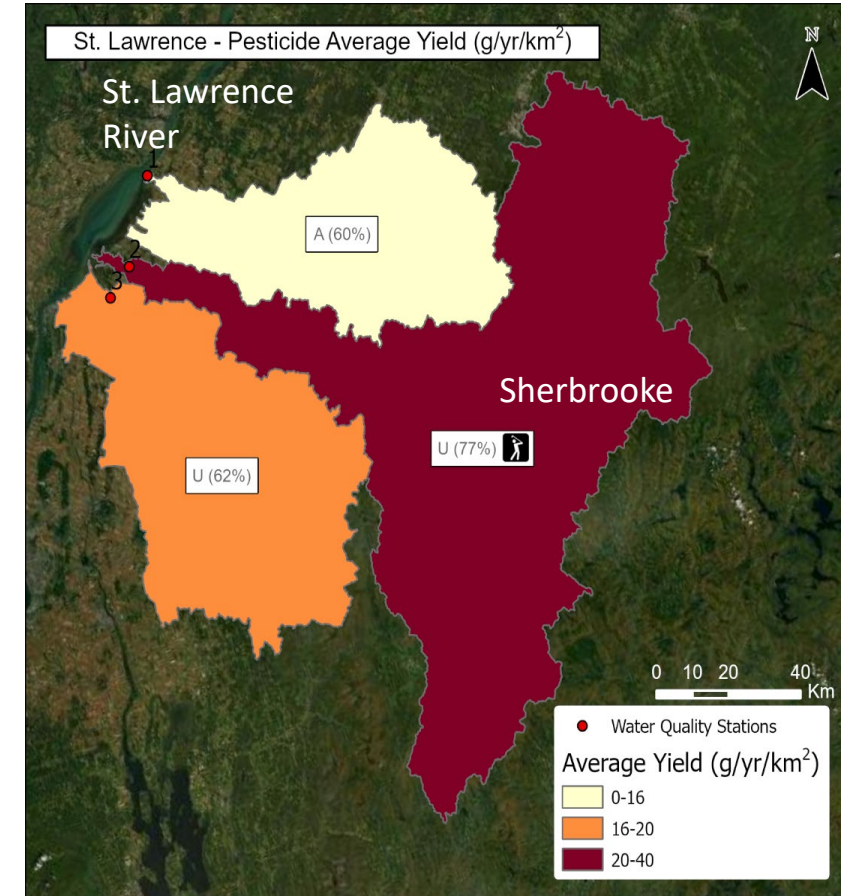 St. Lawrence - Pesticide Average Yield (g/yr/km²)
N
St. Lawrence
River
1
A (60%)
2
3
Sherbrooke
U (77%)
U (62%)
0 10 20 40
Km
Water Quality Stations
Average Yield (g/yr/km²)
0-16
16-20
20-40